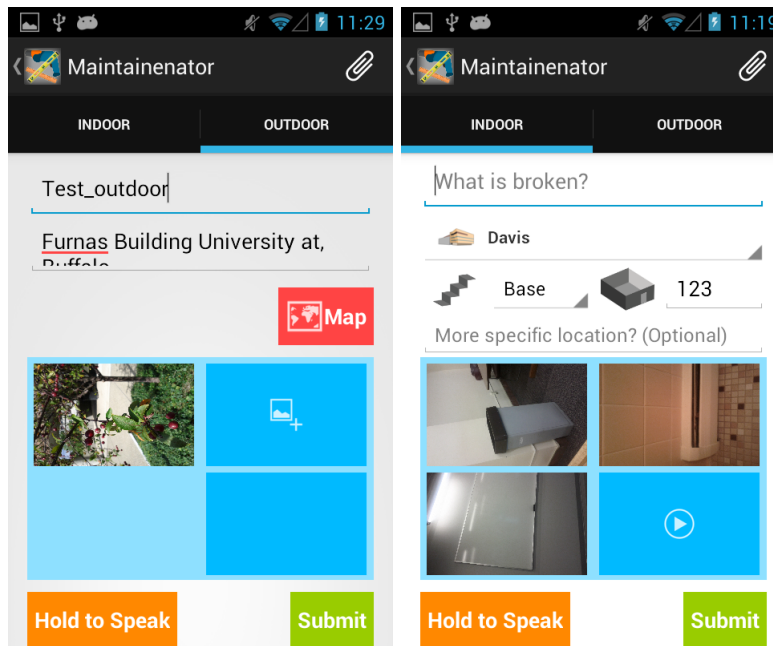 11:29
Maintainenator
INDOOR OUTDOOR
Test_outdoor
Furnas Building University at,
Buffalo
Map
Hold to Speak Submit
11:19
Maintainenator
INDOOR OUTDOOR
What is broken?
Davis
Base 123
More specific location? (Optional)
Hold to Speak Submit